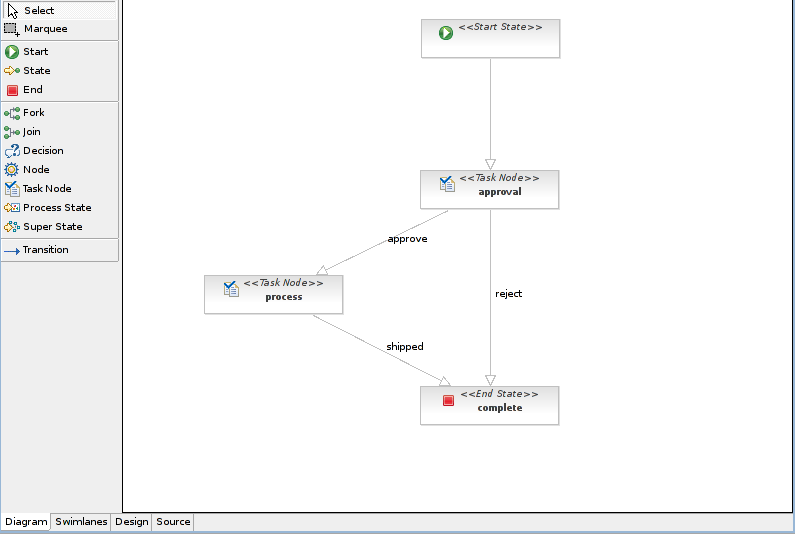 Select
Marquee
Start
State
End
Fork
Join
Decision
Node
Task Node
Process State
Super State
Transition
<<Start State>>
<<Task Node>>
approval
approve
<<Task Node>>
process
reject
shipped
<<End State>>
complete
Diagram Swimlanes Design Source